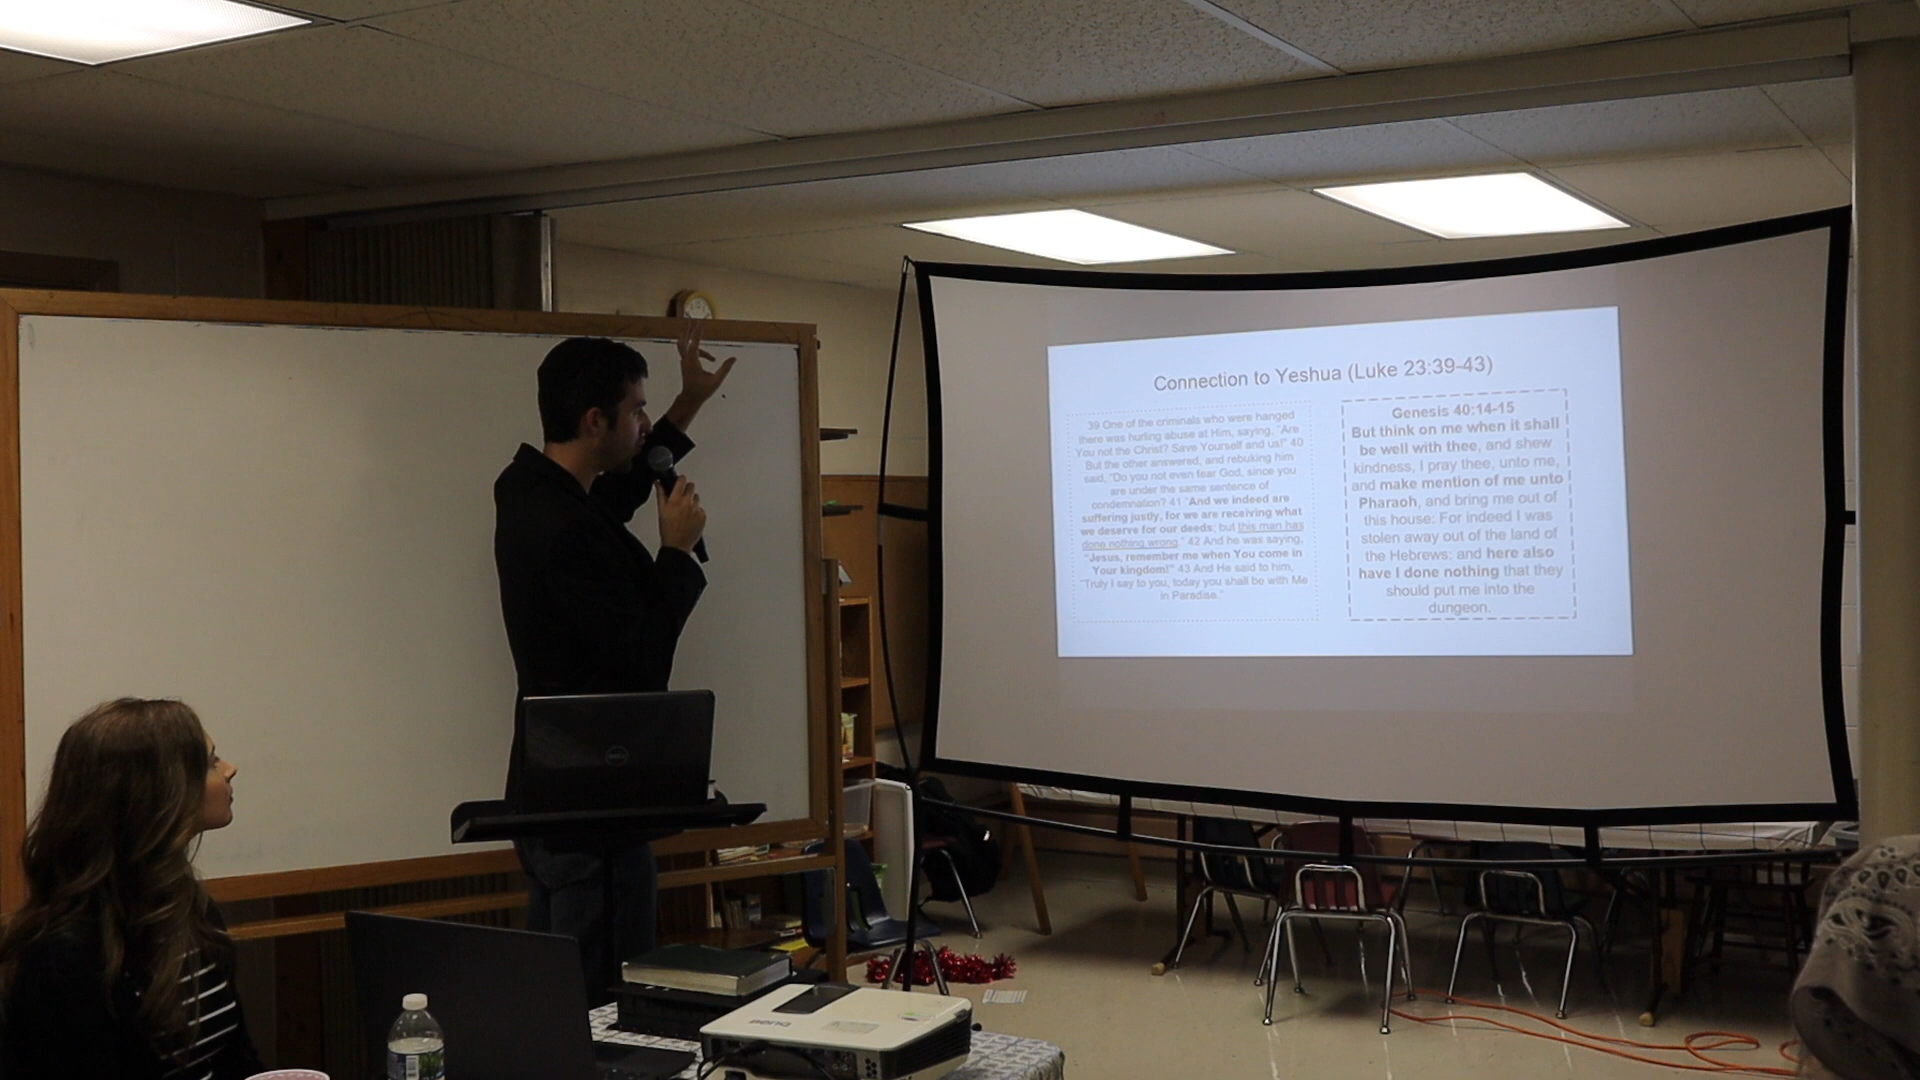 Connection to Yeshua (Luke 23:39-43)
39 One of the criminals who were hanged
there was hurling abuse at Him, saying, "Are
You not the Christ? Save Yourself and us!" 40
But the other answered, and rebuking him
said, "Do you not even fear God, since you
are under the same sentence of
condemnation? 41 "And we indeed are
suffering justly, for we are receiving what
we deserve for our deeds; but this man has
done nothing wrong." 42 And he was saying,
"Jesus, remember me when You come in
Your kingdom!" 43 And He said to him,
"Truly I say to you, today you shall be with Me
in Paradise."
Genesis 40:14-15
But think on me when it shall
be well with thee, and shew
kindness, I pray thee, unto me,
and make mention of me unto
Pharaoh, and bring me out of
this house: For indeed I was
stolen away out of the land of
the Hebrews: and here also
have I done nothing that they
should put me into the
dungeon.
DELL
BenQ